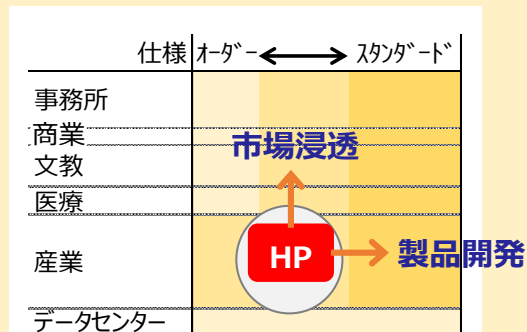 仕様 ｵｰﾀﾞｰ ｽﾀﾝﾀﾞｰﾄﾞ
事務所
商業
市場浸透
文教
医療
産業 HP 製品開発
データセンター